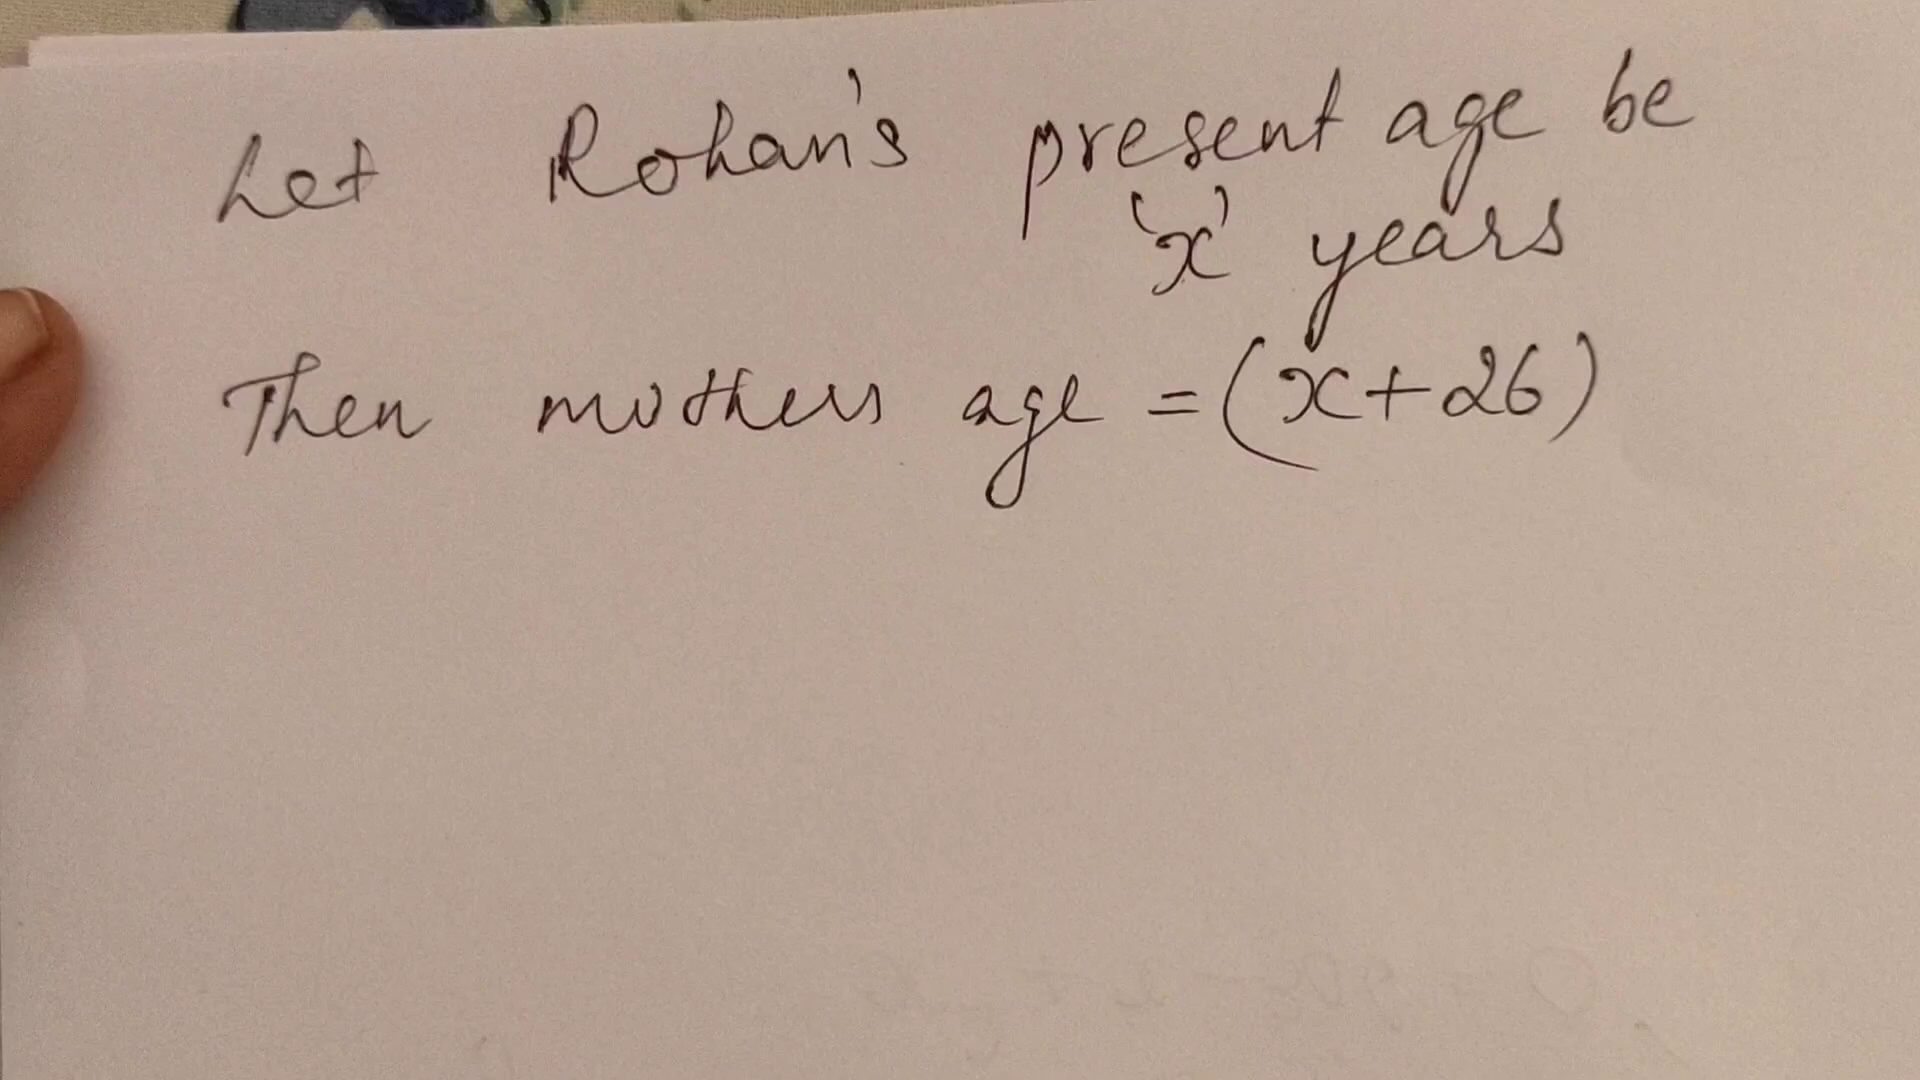 Let Rohan's present age be
'x' years
Then mothers age = (x+26)